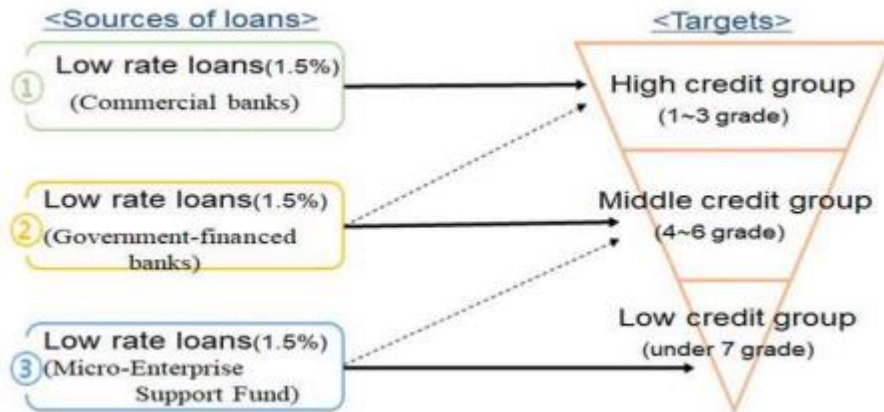 <Sources of loans>
<Targets>
1
Low rate loans(1.5%)
(Commercial banks)
High credit group
(1~3 grade)
2
Low rate loans(1.5%)
(Government-financed
banks)
Middle credit group
(4~6 grade)
3
Low rate loans(1.5%)
(Micro-Enterprise
Support Fund)
Low credit group
(under 7 grade)